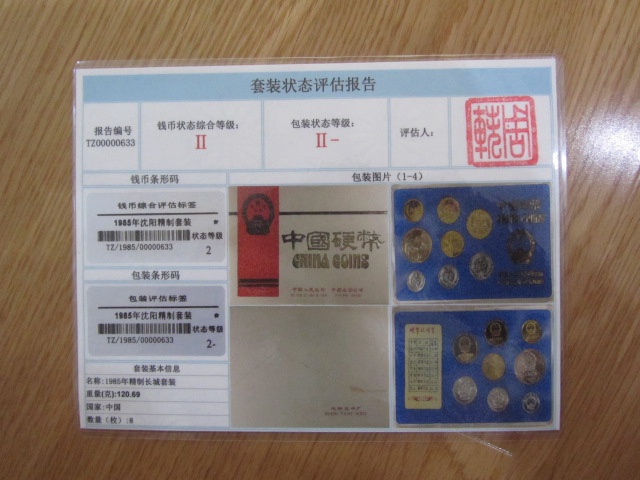 套装状态评估报告
报告编号
TZ00000633
钱币状态综合等级：
II
包装状态等级：
II-
评估人：
钱币条形码
包装图片（1-4）
钱币综合评估标签
1985年沈阳精制套装 *
状态等级
TZ/1985/00000633 2
包装条形码
包装评估标签
1985年沈阳精制套装 *
状态等级
TZ/1985/00000633 2-
套装基本信息
名称:1985年精制长城套装
重量(克):120.69
国家:中国
数量（枚）:8
中國硬幣
CHINA COINS